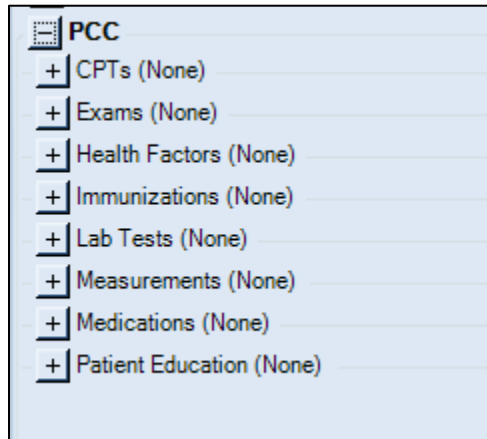 PCC
CPTs (None)
Exams (None)
Health Factors (None)
Immunizations (None)
Lab Tests (None)
Measurements (None)
Medications (None)
Patient Education (None)